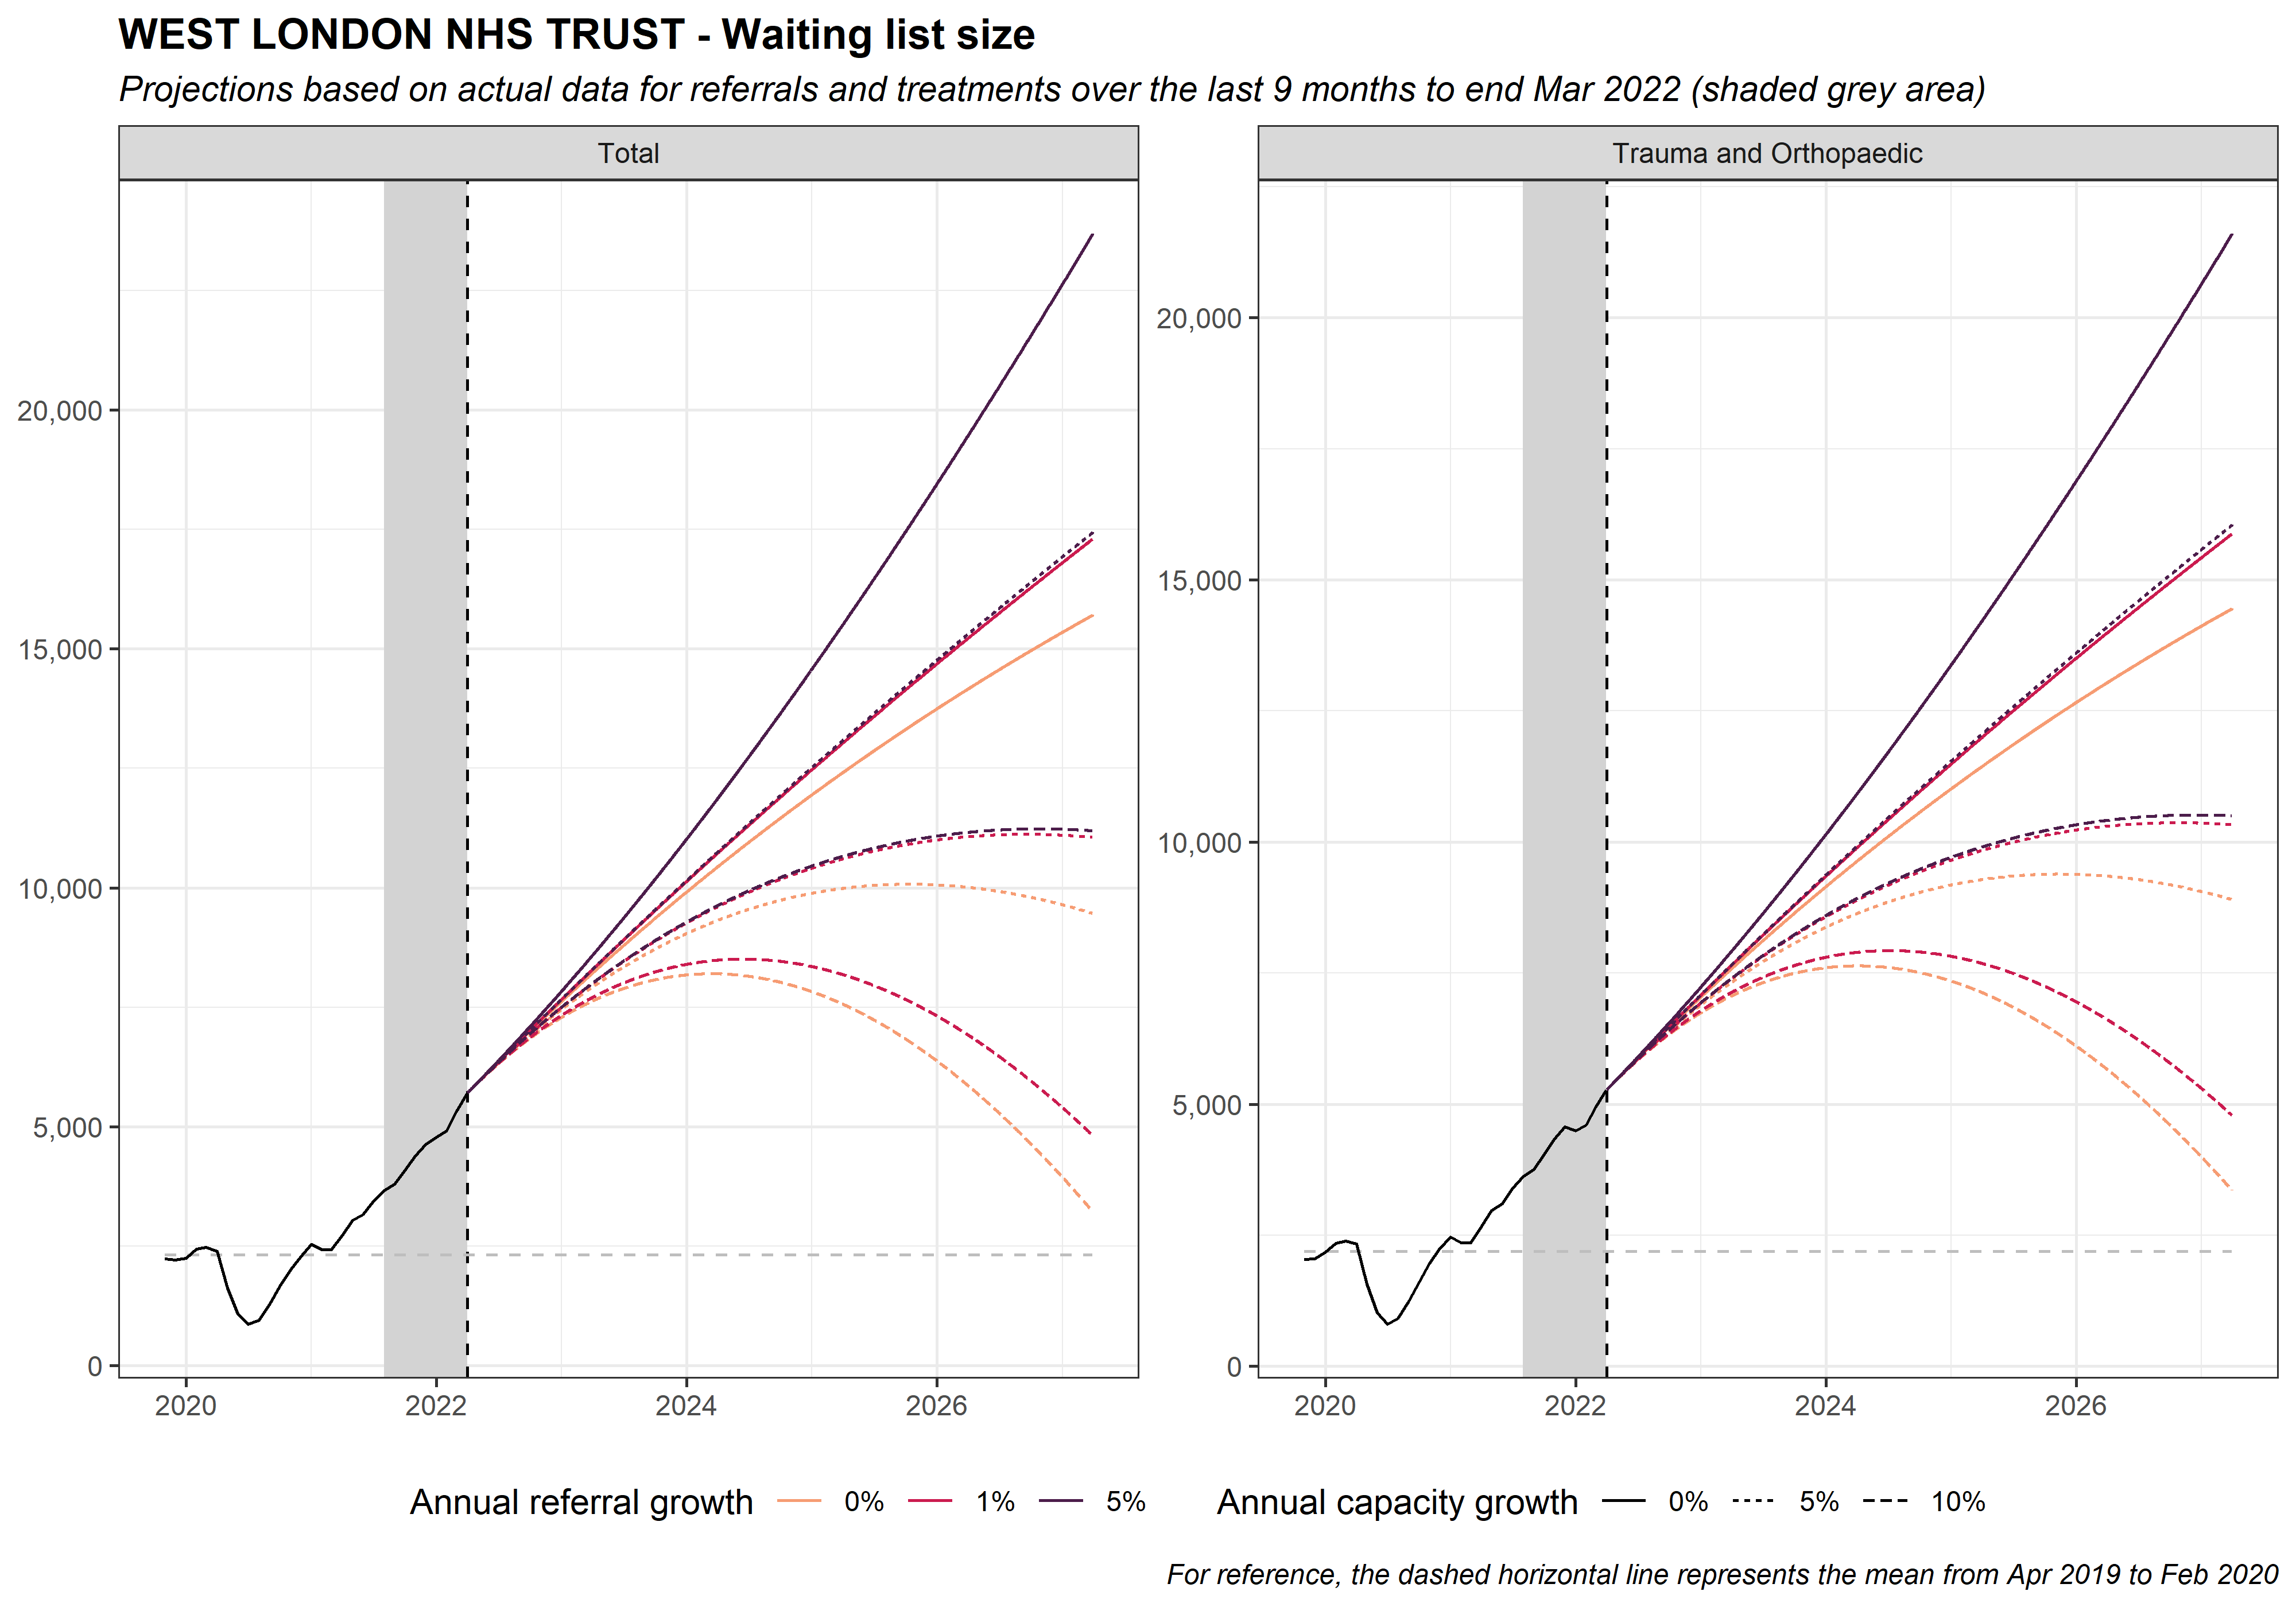 WEST LONDON NHS TRUST - Waiting list size
Projections based on actual data for referrals and treatments over the last 9 months to end Mar 2022 (shaded grey area)
Total
20,000
15,000
10,000
5,000
0
2020 2022 2024 2026
Trauma and Orthopaedic
20,000
15,000
10,000
5,000
0
2020 2022 2024 2026
Annual referral growth 0% 1% 5%
Annual capacity growth 0% 5% 10%
For reference, the dashed horizontal line represents the mean from Apr 2019 to Feb 2020